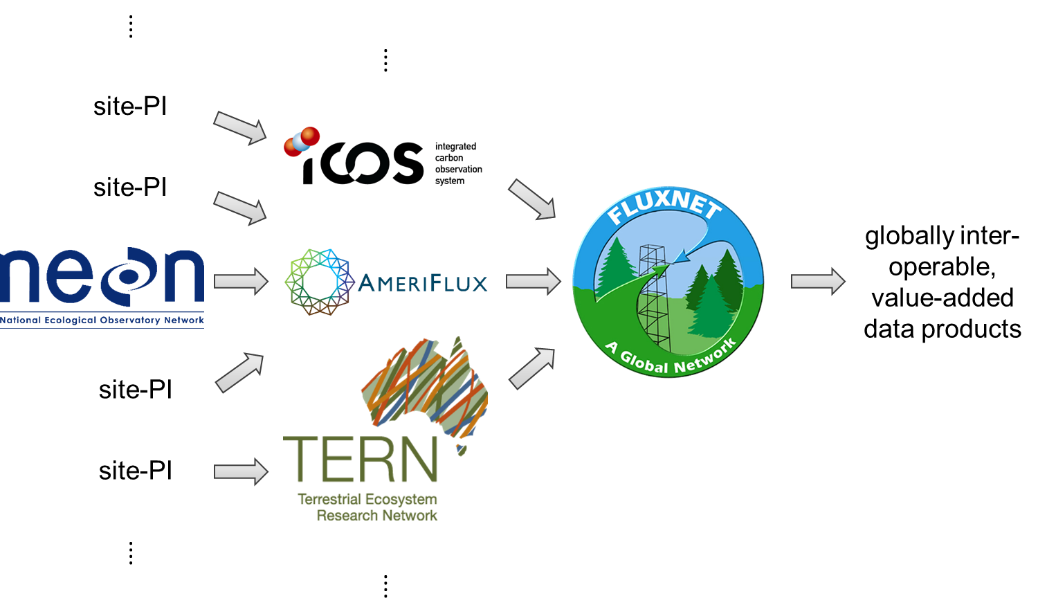 site-PI
site-PI
neon
National Ecological Observatory Network
site-PI
site-PI
icos
integrated
carbon
observation
system
AMERIFLUX
TERN
Terrestrial Ecosystem
Research Network
FLUXNET
A Global Network
globally inter-
operable,
value-added
data products